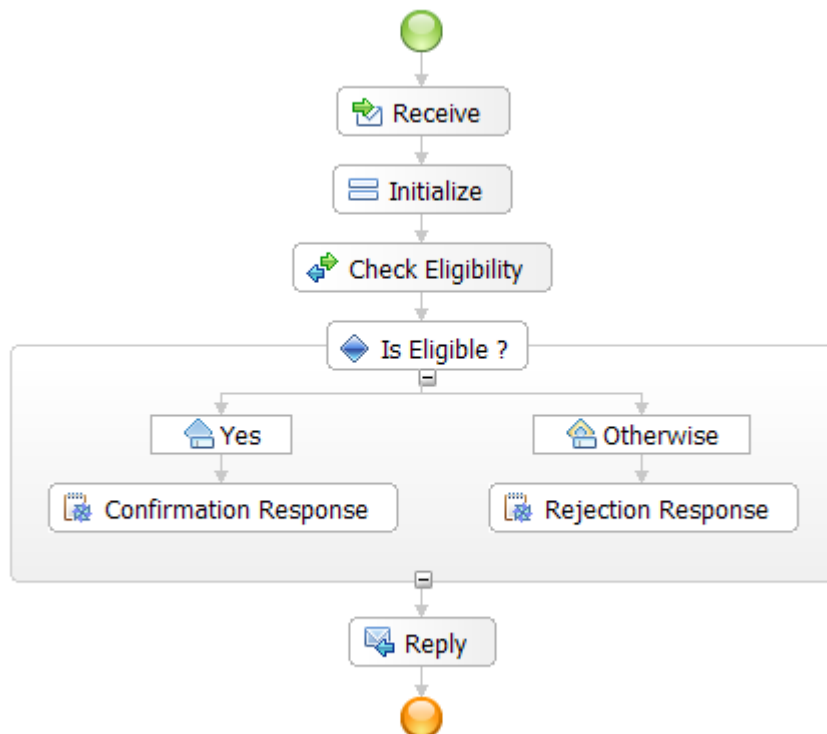 Receive
Initialize
Check Eligibility
Is Eligible ?
Yes
Otherwise
Confirmation Response
Rejection Response
Reply